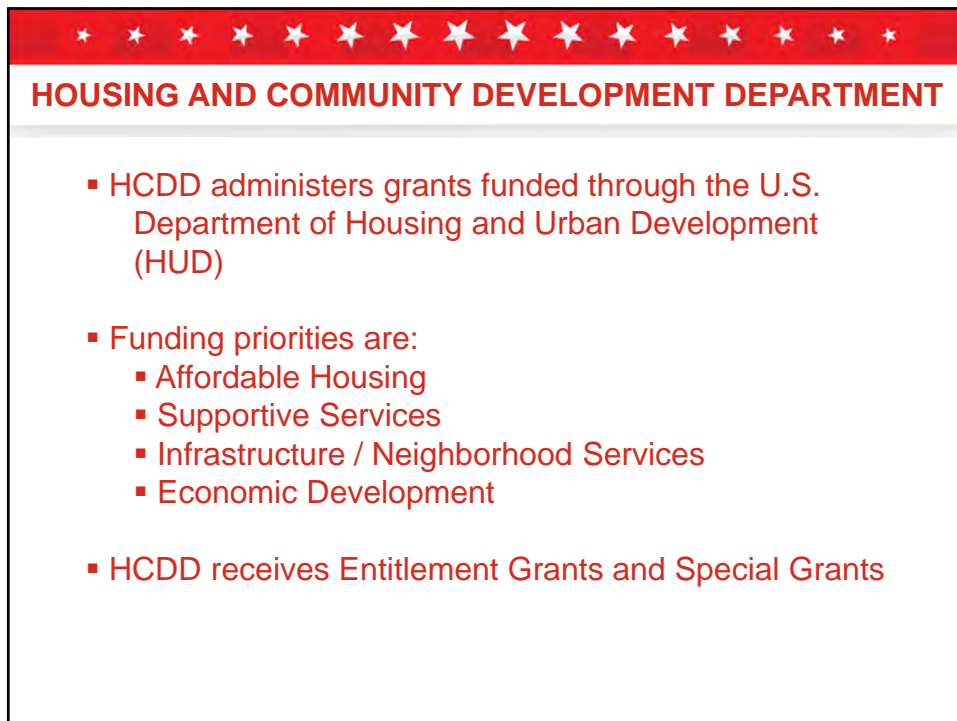 HOUSING AND COMMUNITY DEVELOPMENT DEPARTMENT
▪ HCDD administers grants funded through the U.S.
Department of Housing and Urban Development
(HUD)
▪ Funding priorities are:
▪ Affordable Housing
▪ Supportive Services
▪ Infrastructure / Neighborhood Services
▪ Economic Development
▪ HCDD receives Entitlement Grants and Special Grants